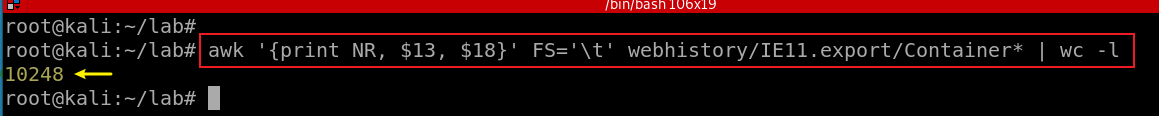 /bin/bash 106x19
root@kali:~/lab#
root@kali:~/lab# awk '{print NR, $13, $18}' FS='\t' webhistory/IE11.export/Container* | wc -l
10248
root@kali:~/lab#